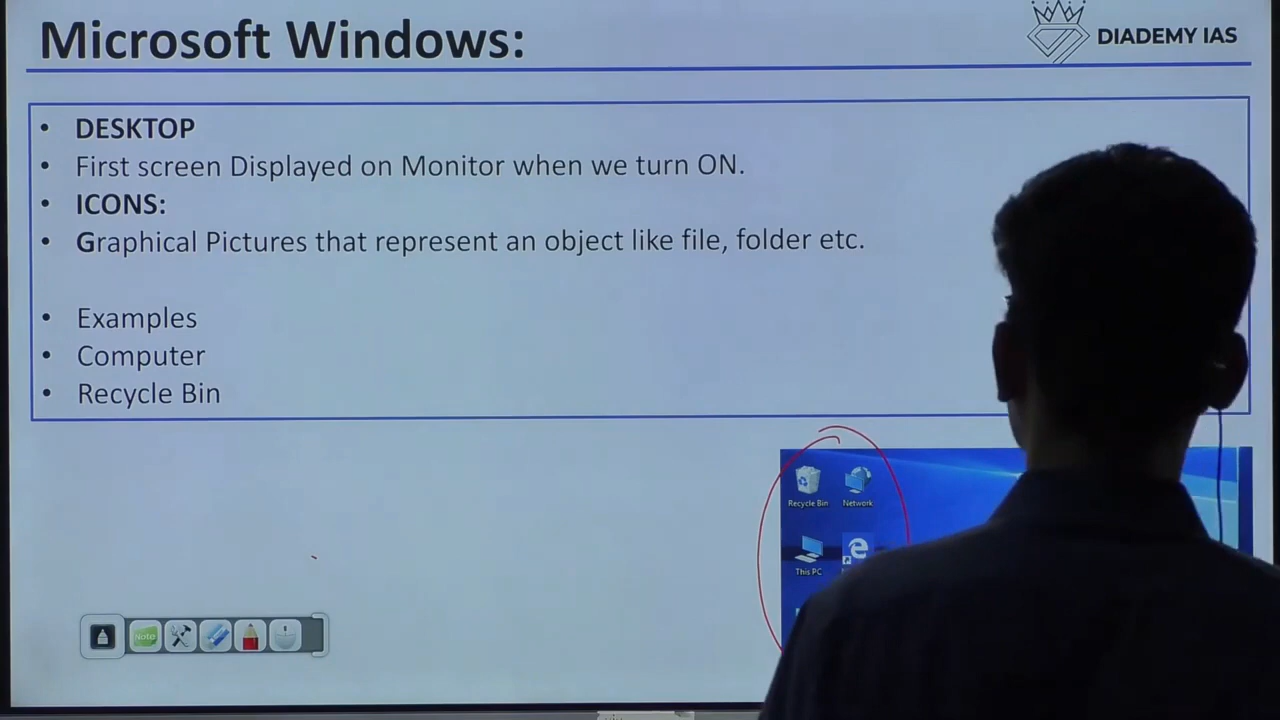 Microsoft Windows:
DIADEMY IAS
• DESKTOP
• First screen Displayed on Monitor when we turn ON.
• ICONS:
• Graphical Pictures that represent an object like file, folder etc.
• Examples
• Computer
• Recycle Bin
Recycle Bin Network
This PC
Note